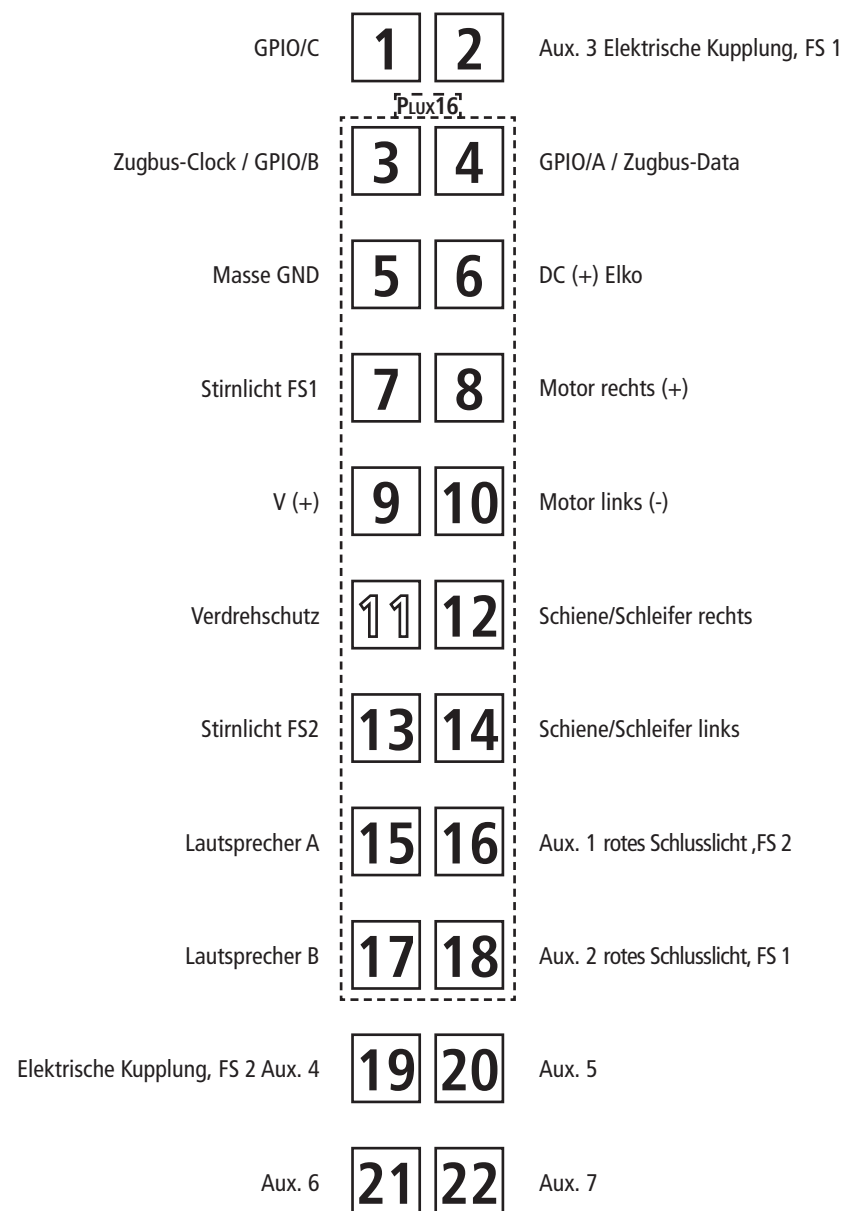 GPIO/C 1 2 Aux. 3 Elektrische Kupplung, FS 1
PLUX16
Zugbus-Clock / GPIO/B 3 4 GPIO/A / Zugbus-Data
Masse GND 5 6 DC (+) Elko
Stirnlicht FS1 7 8 Motor rechts (+)
V (+) 9 10 Motor links (-)
Verdrehschutz 11 12 Schiene/Schleifer rechts
Stirnlicht FS2 13 14 Schiene/Schleifer links
Lautsprecher A 15 16 Aux. 1 rotes Schlusslicht ,FS 2
Lautsprecher B 17 18 Aux. 2 rotes Schlusslicht, FS 1
Elektrische Kupplung, FS 2 Aux. 4 19 20 Aux. 5
Aux. 6 21 22 Aux. 7